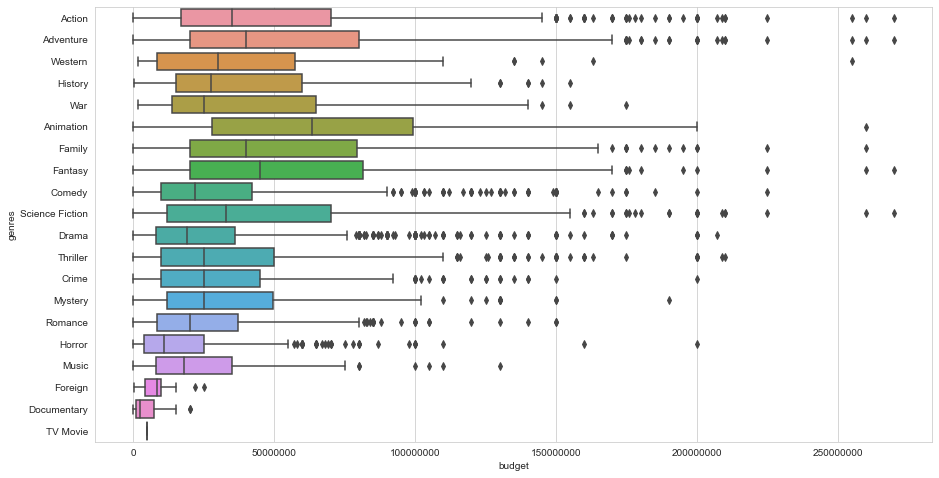 Action
Adventure
Western
History
War
Animation
Family
Fantasy
Comedy
Science Fiction
Drama
Thriller
Crime
Mystery
Romance
Horror
Music
Foreign
Documentary
TV Movie
genres
0 50000000 100000000 150000000 200000000 250000000
budget